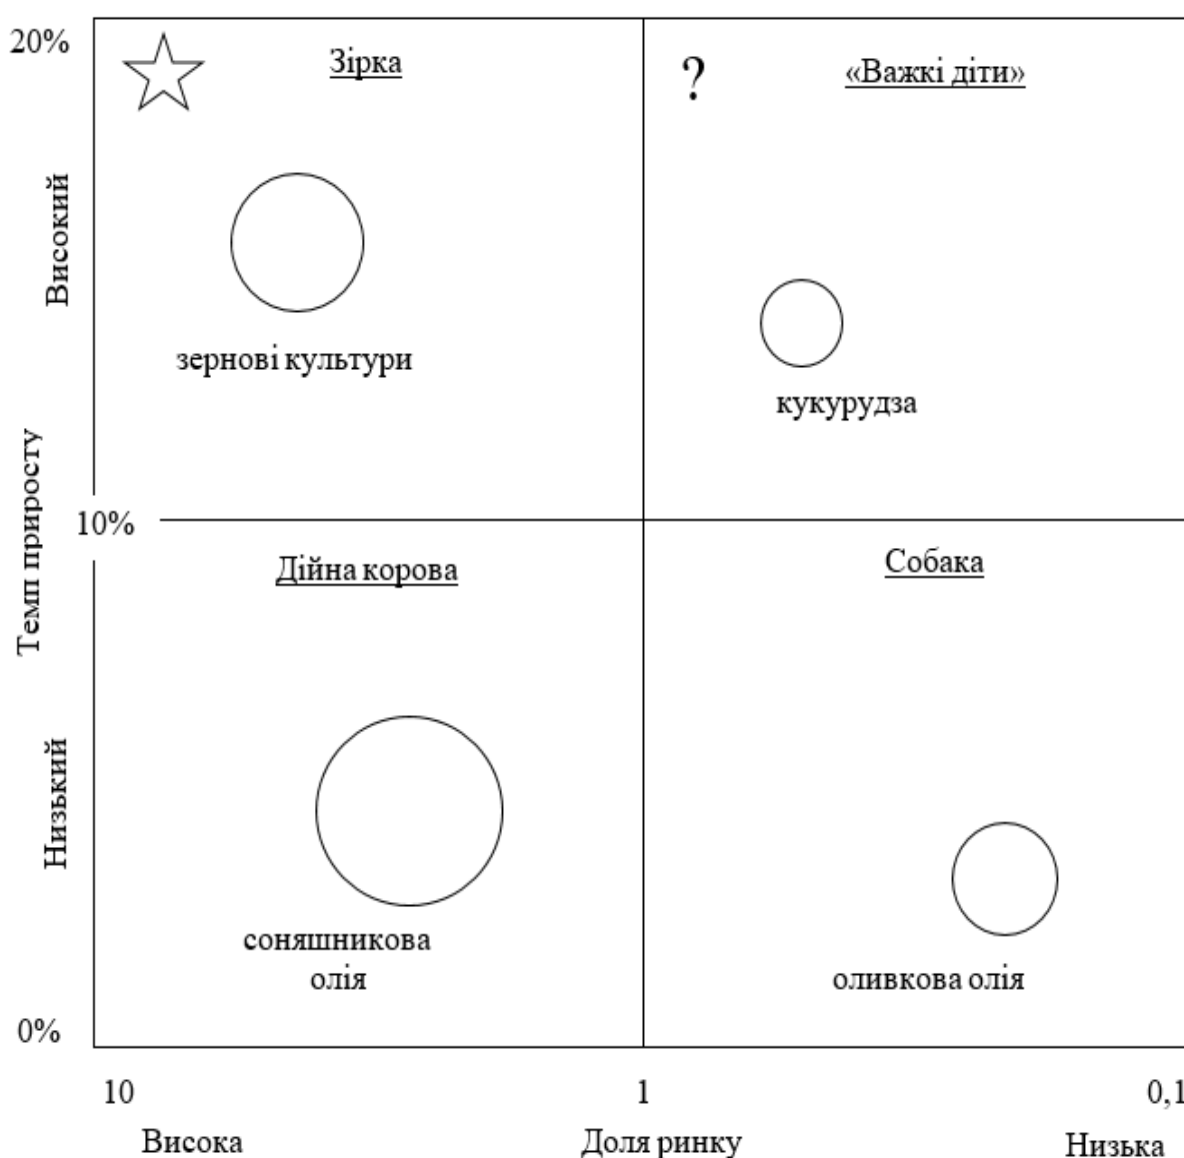 20%
Зірка
?
«Важкі діти»
Високий
зернові культури
кукурудза
Темп приросту
10%
Дійна корова
Собака
Низький
соняшникова
олія
оливкова олія
0%
10
1
0,1
Висока
Доля ринку
Низька